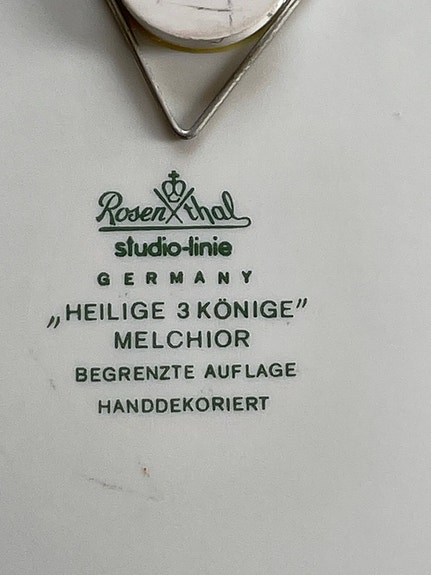 Rosenthal
studio-linie
GERMANY
„HEILIGE 3 KÖNIGE”
MELCHIOR
BEGRENZTE AUFLAGE
HANDDEKORIERT